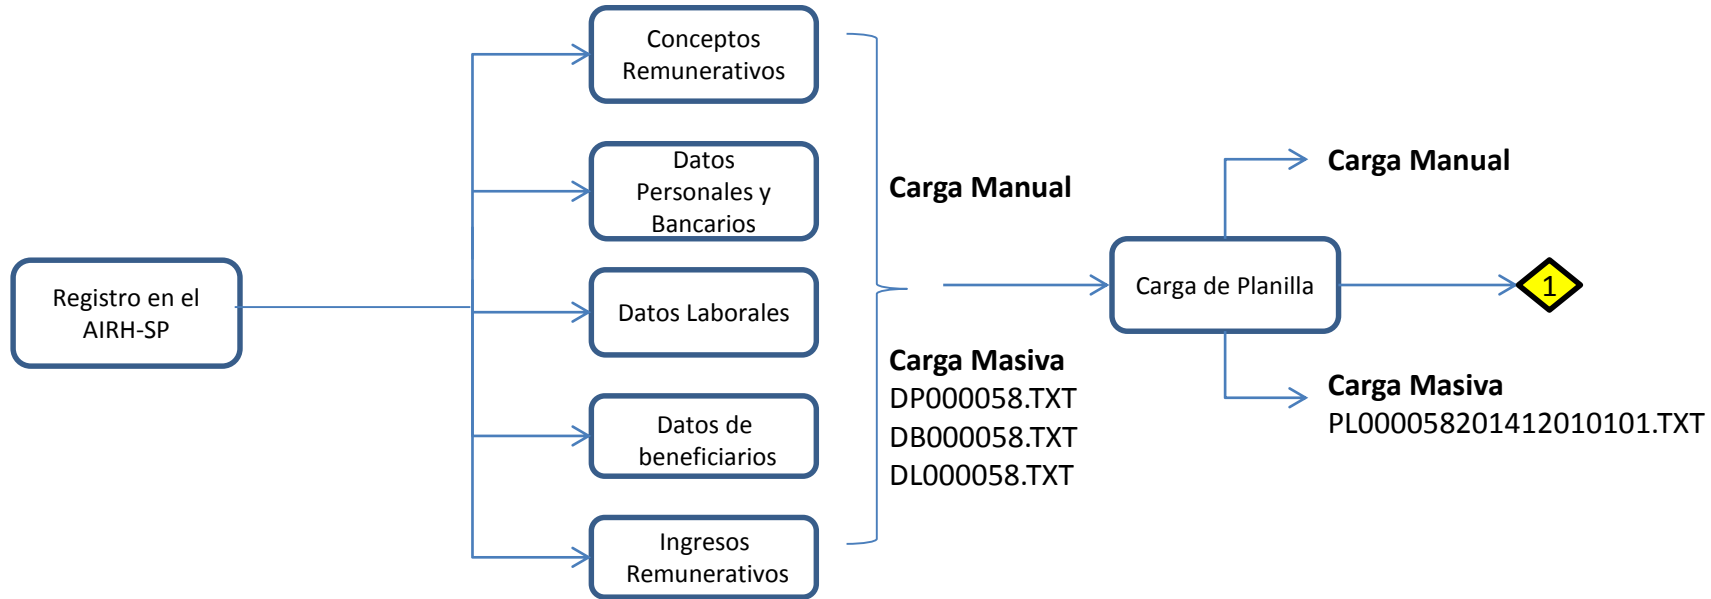 Registro en el
AIRH-SP
Conceptos
Remunerativos
Datos
Personales y
Bancarios
Datos Laborales
Datos de
beneficiarios
Ingresos
Remunerativos
Carga Manual
Carga Masiva
DP000058.TXT
DB000058.TXT
DL000058.TXT
Carga de Planilla
Carga Manual
1
Carga Masiva
PL000058201412010101.TXT